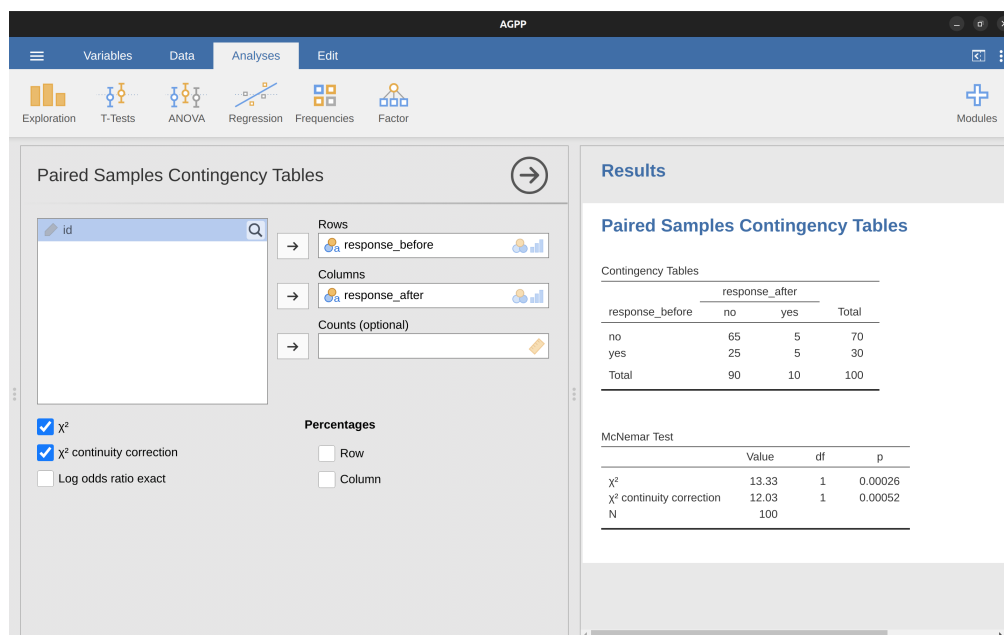 AGPP
Variables Data Analyses Edit
Exploration T-Tests ANOVA Regression Frequencies Factor Modules
Paired Samples Contingency Tables
id
Rows
response_before
Columns
response_after
Counts (optional)
χ²
χ² continuity correction
Log odds ratio exact
Percentages
Row
Column
Results
Paired Samples Contingency Tables
Contingency Tables
response_after
response_before no yes Total
no 65 5 70
yes 25 5 30
Total 90 10 100
McNemar Test
Value df p
χ² 13.33 1 0.00026
χ² continuity correction 12.03 1 0.00052
N 100